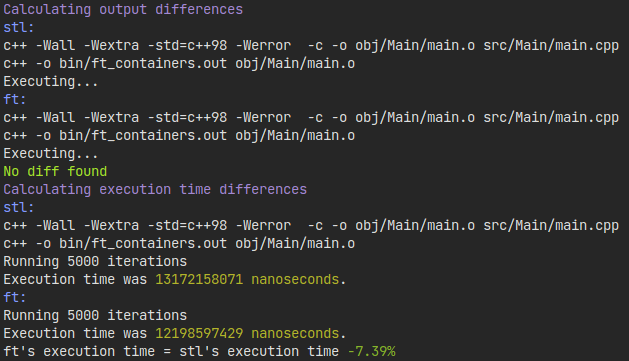 Calculating output differences
stl:
c++ -Wall -Wextra -std=c++98 -Werror  -c -o obj/Main/main.o src/Main/main.cpp
c++ -o bin/ft_containers.out obj/Main/main.o
Executing...
ft:
c++ -Wall -Wextra -std=c++98 -Werror  -c -o obj/Main/main.o src/Main/main.cpp
c++ -o bin/ft_containers.out obj/Main/main.o
Executing...
No diff found
Calculating execution time differences
stl:
c++ -Wall -Wextra -std=c++98 -Werror  -c -o obj/Main/main.o src/Main/main.cpp
c++ -o bin/ft_containers.out obj/Main/main.o
Running 5000 iterations
Execution time was 13172158071 nanoseconds.
ft:
Running 5000 iterations
Execution time was 12198597429 nanoseconds.
ft's execution time = stl's execution time -7.39%